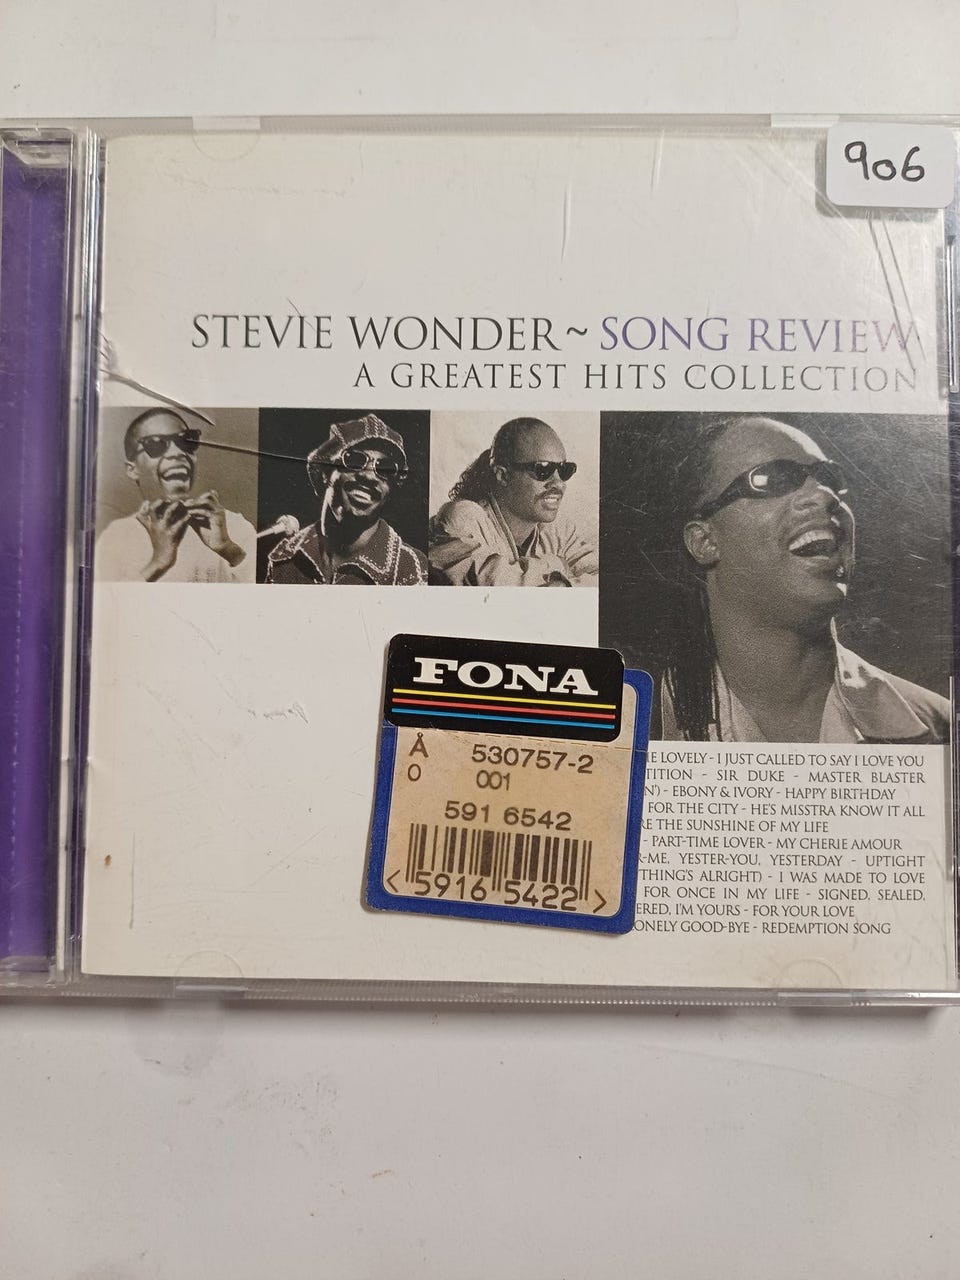 906
STEVIE WONDER ~ SONG REVIEW
A GREATEST HITS COLLECTION
FONA
Å 530757-2
0 001
591 6542
<5916 5422>
LOVELY - I JUST CALLED TO SAY I LOVE YOU
- SIR DUKE - MASTER BLASTER
- EBONY & IVORY - HAPPY BIRTHDAY
FOR THE CITY - HE'S MISSTRA KNOW IT ALL
THE SUNSHINE OF MY LIFE
- PART-TIME LOVER - MY CHERIE AMOUR
-ME, YESTER-YOU, YESTERDAY - UPTIGHT
ALRIGHT) - I WAS MADE TO LOVE
FOR ONCE IN MY LIFE - SIGNED, SEALED,
I'M YOURS - FOR YOUR LOVE
GOOD-BYE - REDEMPTION SONG